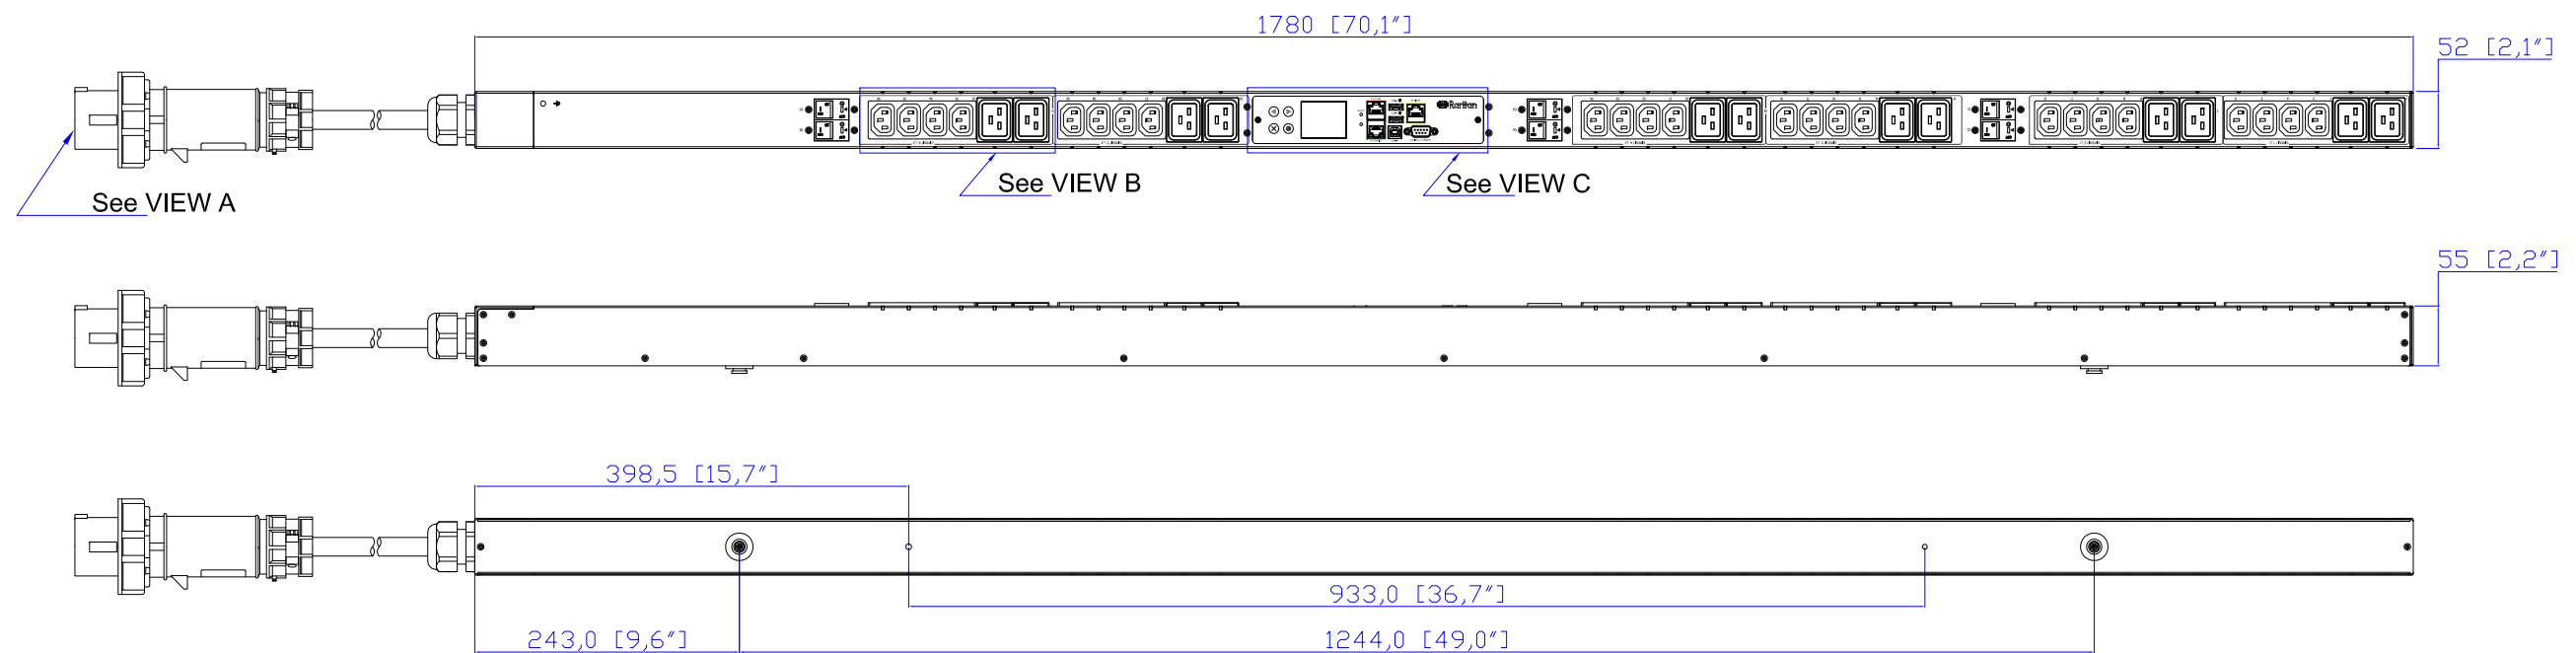 1780 [70,1"]
52 [2,1"]
Raritan
See VIEW A
See VIEW B
See VIEW C
55 [2,2"]
398,5 [15,7"]
933,0 [36,7"]
243,0 [9,6"]
1244,0 [49,0"]